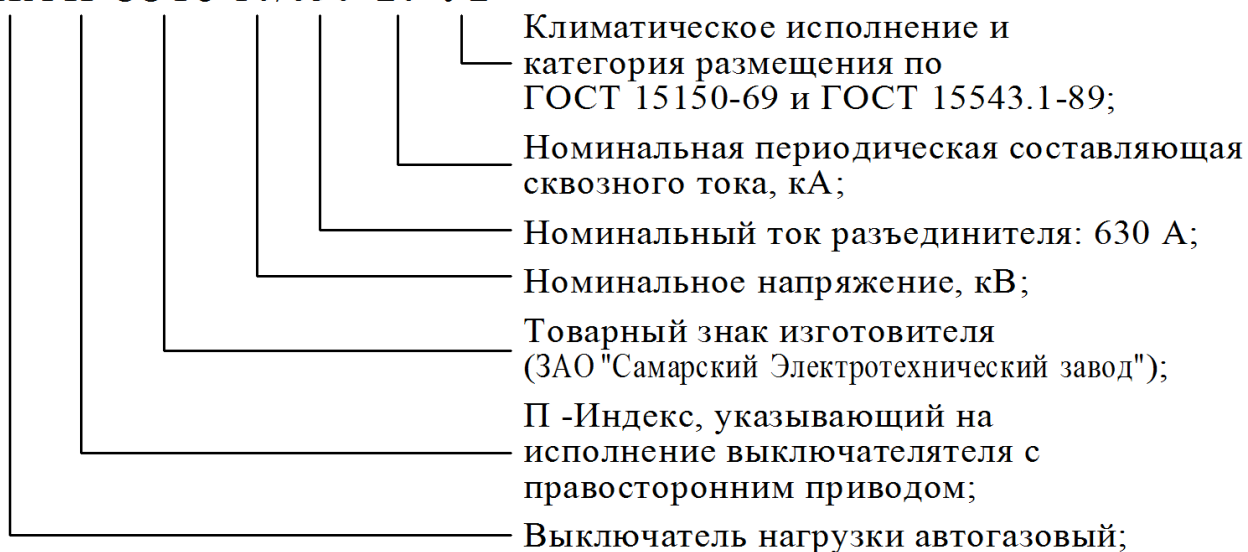 Климатическое исполнение и
категория размещения по
ГОСТ 15150-69 и ГОСТ 15543.1-89;
Номинальная периодическая составляющая
сквозного тока, кА;
Номинальный ток разъединителя: 630 А;
Номинальное напряжение, кВ;
Товарный знак изготовителя
(ЗАО "Самарский Электротехнический завод");
П -Индекс, указывающий на
исполнение выключателятеля с
правосторонним приводом;
Выключатель нагрузки автогазовый;